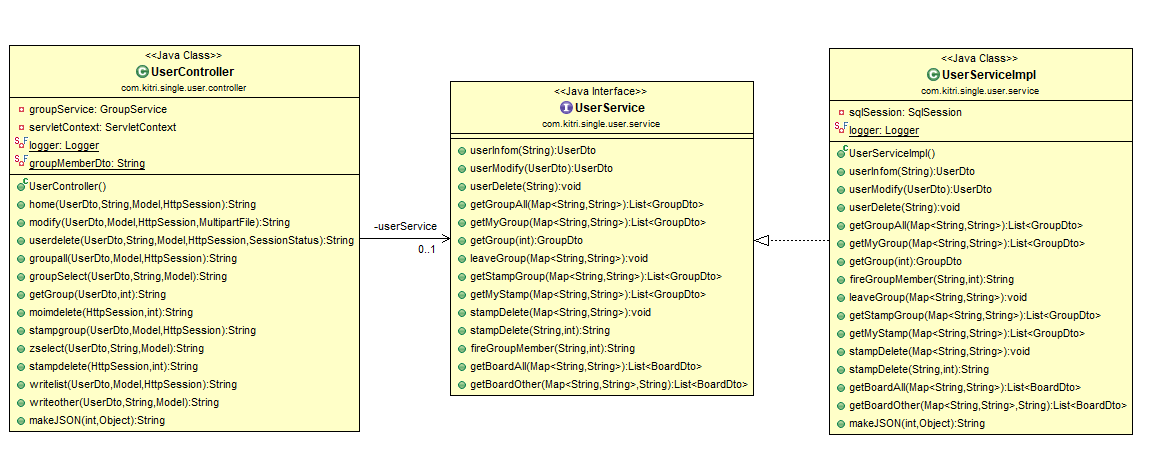 <<Java Class>>
UserController
com.kitri.single.user.controller
groupService: GroupService
servletContext: ServletContext
logger: Logger
groupMemberDto: String
UserController()
home(UserDto,String,Model,HttpSession):String
modify(UserDto,Model,HttpSession,MultipartFile):String
userdelete(UserDto,String,Model,HttpSession,SessionStatus):String
groupall(UserDto,Model,HttpSession):String
groupSelect(UserDto,String,Model):String
getGroup(UserDto,int):String
moimdelete(HttpSession,int):String
stampgroup(UserDto,Model,HttpSession):String
zselect(UserDto,String,Model):String
stampdelete(HttpSession,int):String
writelist(UserDto,Model,HttpSession):String
writeother(UserDto,String,Model):String
makeJSON(int,Object):String
-userService
0..1
<<Java Interface>>
UserService
com.kitri.single.user.service
userInfom(String):UserDto
userModify(UserDto):UserDto
userDelete(String):void
getGroupAll(Map<String,String>):List<GroupDto>
getMyGroup(Map<String,String>):List<GroupDto>
getGroup(int):GroupDto
leaveGroup(Map<String,String>):void
getStampGroup(Map<String,String>):List<GroupDto>
getMyStamp(Map<String,String>):List<GroupDto>
stampDelete(Map<String,String>):void
stampDelete(String,int):String
fireGroupMember(String,int):String
getBoardAll(Map<String,String>):List<BoardDto>
getBoardOther(Map<String,String>,String):List<BoardDto>
<<Java Class>>
UserServiceImpl
com.kitri.single.user.service
sqlSession: SqlSession
logger: Logger
UserServiceImpl()
userInfom(String):UserDto
userModify(UserDto):UserDto
userDelete(String):void
getGroupAll(Map<String,String>):List<GroupDto>
getMyGroup(Map<String,String>):List<GroupDto>
getGroup(int):GroupDto
fireGroupMember(String,int):String
leaveGroup(Map<String,String>):void
getStampGroup(Map<String,String>):List<GroupDto>
getMyStamp(Map<String,String>):List<GroupDto>
stampDelete(Map<String,String>):void
stampDelete(String,int):String
getBoardAll(Map<String,String>):List<BoardDto>
getBoardOther(Map<String,String>,String):List<BoardDto>
makeJSON(int,Object):String